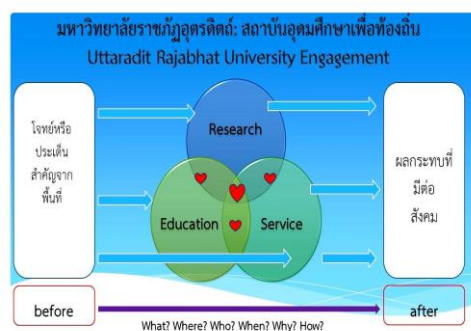 มหาวิทยาลัยราชภัฏอุตรดิตถ์: สถาบันอุดมศึกษาเพื่อท้องถิ่น
Uttaradit Rajabhat University Engagement
โจทย์หรือ
ประเด็น
สำคัญจาก
พื้นที่
Research
Education
Service
ผลกระทบที่
มีต่อ
สังคม
before
after
What? Where? Who? When? Why? How?